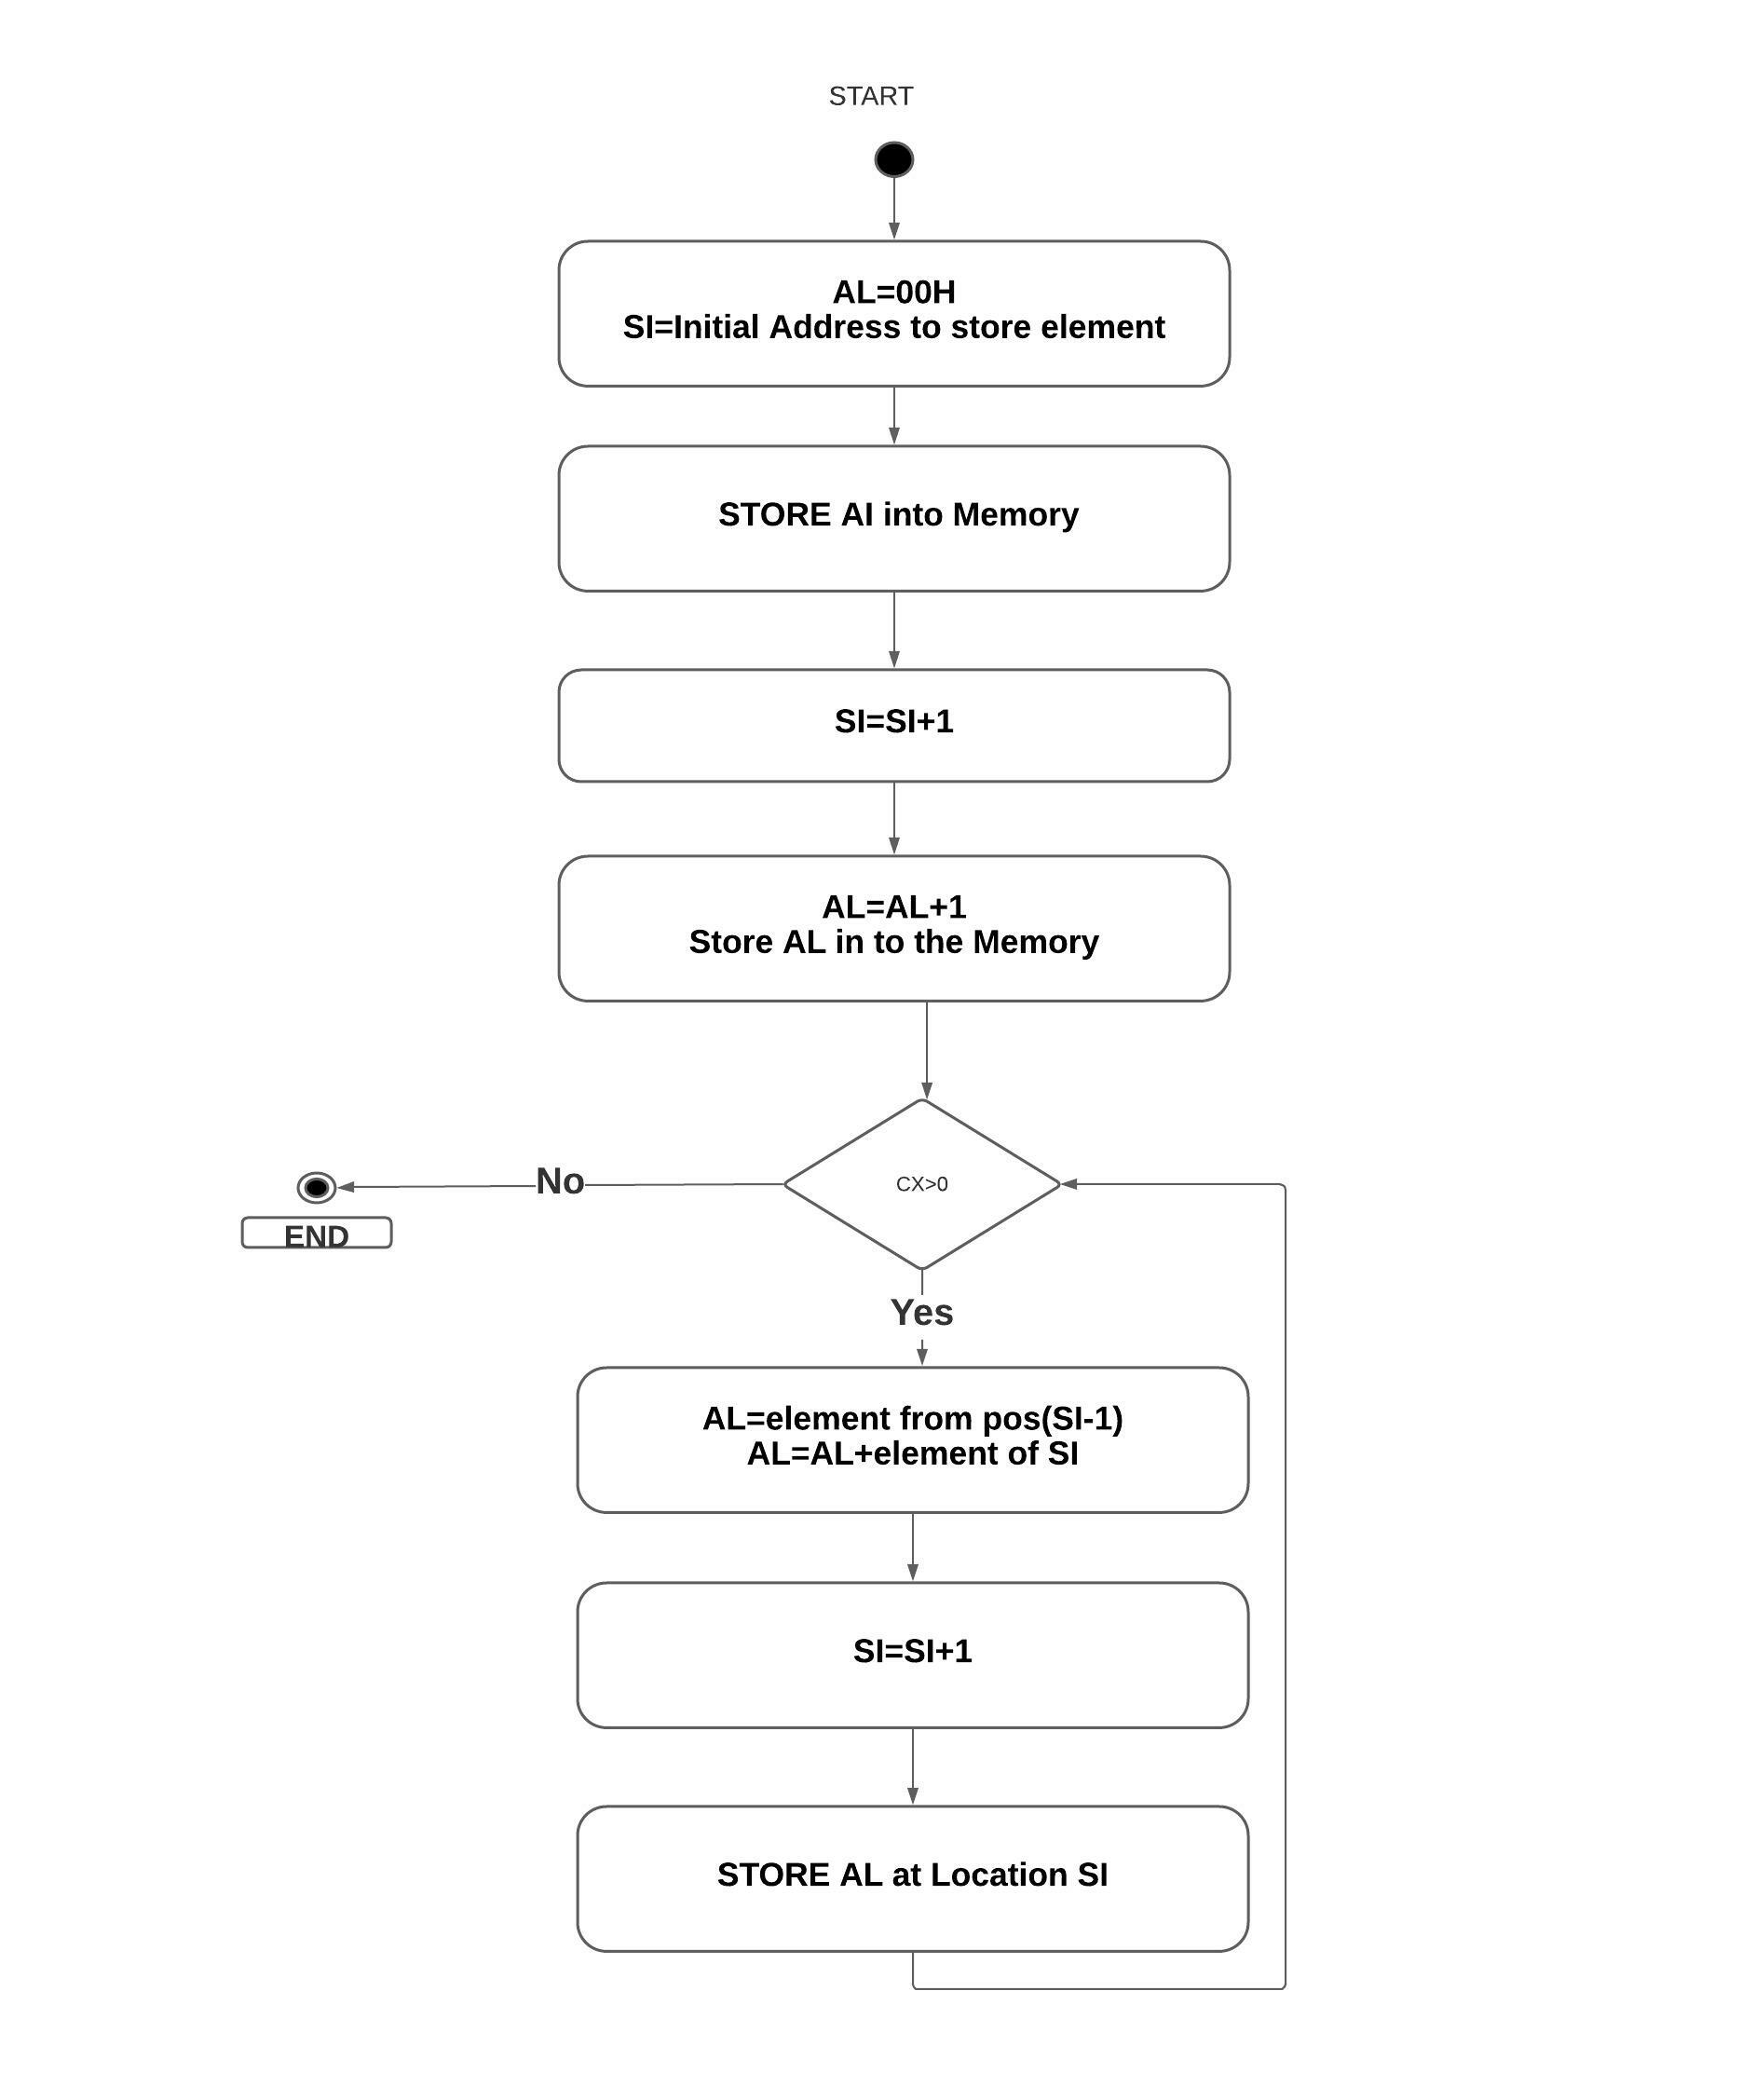 START
AL=00H
SI=Initial Address to store element
STORE AI into Memory
SI=SI+1
AL=AL+1
Store AL in to the Memory
CX>0
No
END
Yes
AL=element from pos(SI-1)
AL=AL+element of SI
SI=SI+1
STORE AL at Location SI